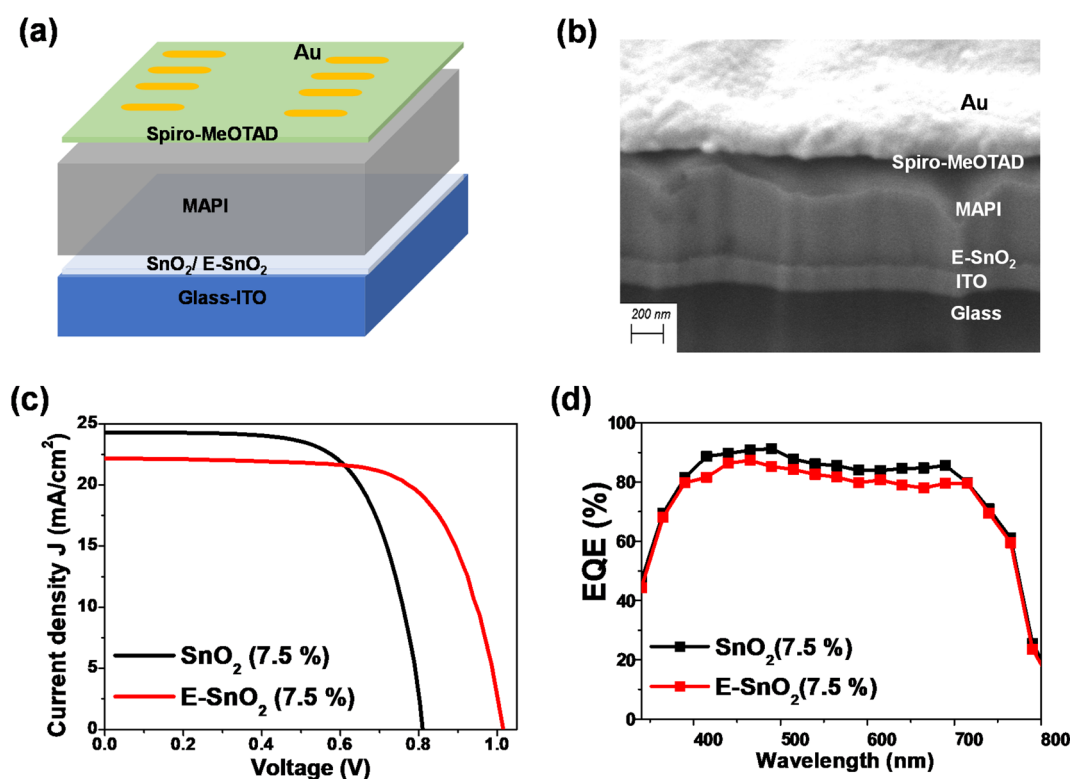 (a)
Au
Spiro-MeOTAD
MAPI
SnO₂/ E-SnO₂
Glass-ITO
(b)
Au
Spiro-MeOTAD
MAPI
E-SnO₂
ITO
Glass
200 nm
(c)
Current density J (mA/cm²)
25
20
15
10
5
0
SnO₂ (7.5 %)
E-SnO₂ (7.5 %)
0.0 0.2 0.4 0.6 0.8 1.0
Voltage (V)
(d)
EQE (%)
100
80
60
40
20
0
SnO₂(7.5 %)
E-SnO₂(7.5 %)
400 500 600 700 800
Wavelength (nm)